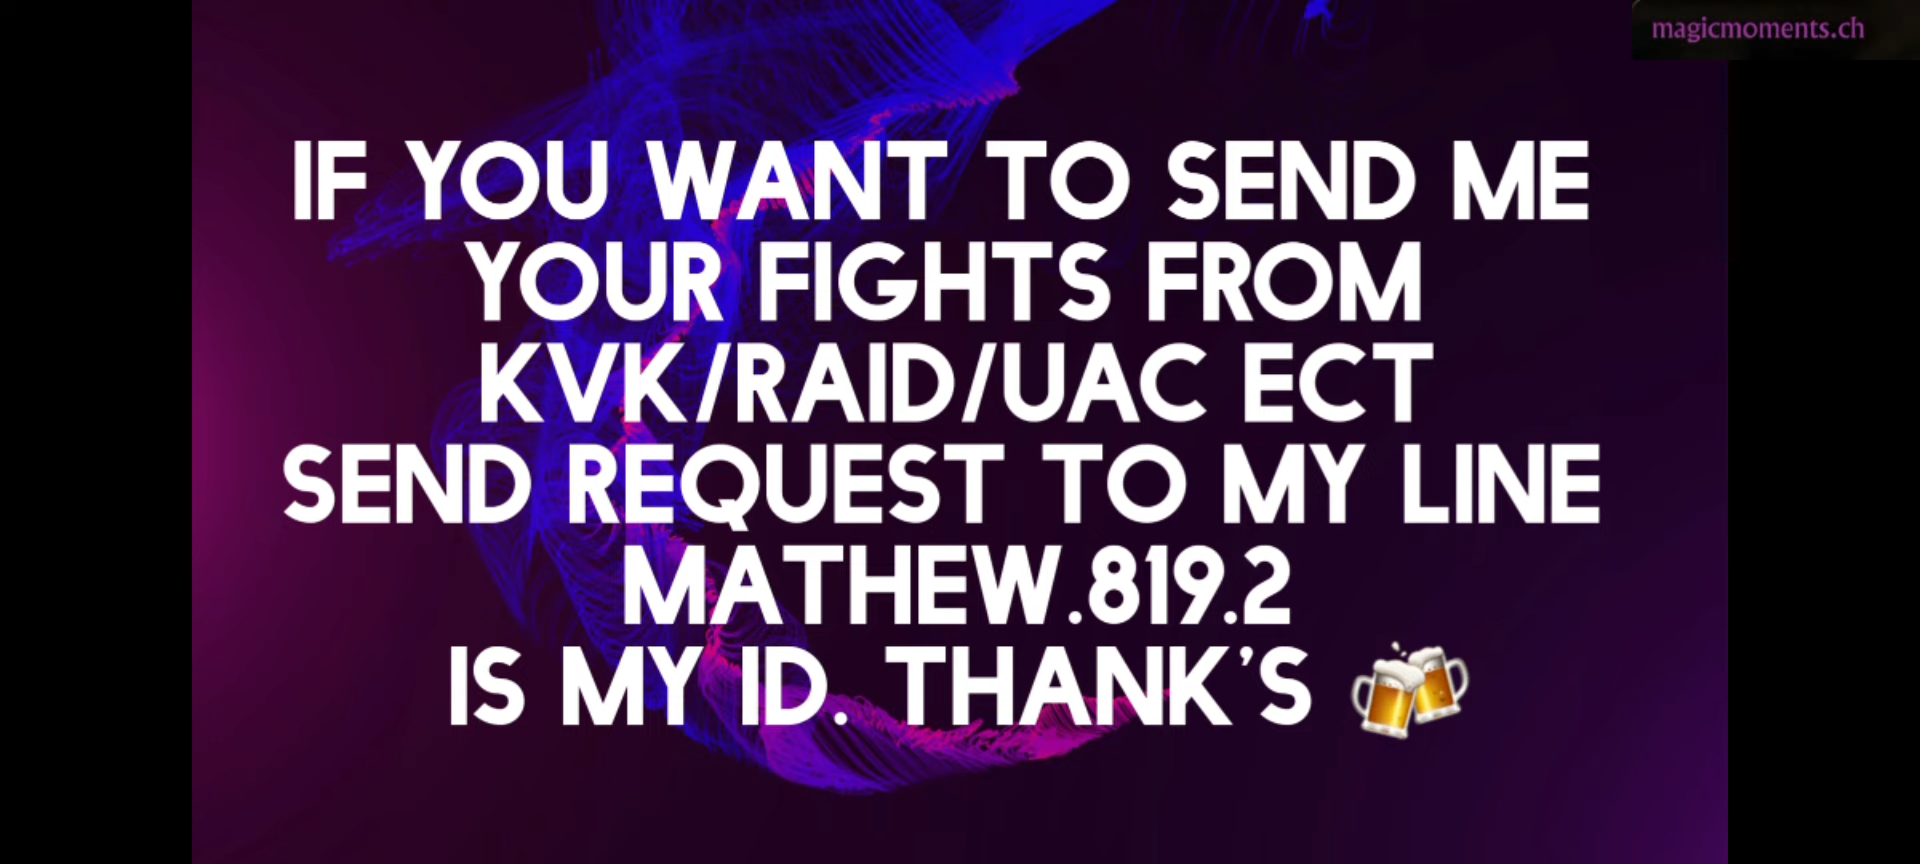 magicmoments.ch
IF YOU WANT TO SEND ME
YOUR FIGHTS FROM
KVK/RAID/UAC ECT
SEND REQUEST TO MY LINE
MATHEW.819.2
IS MY ID. THANK'S 🍻